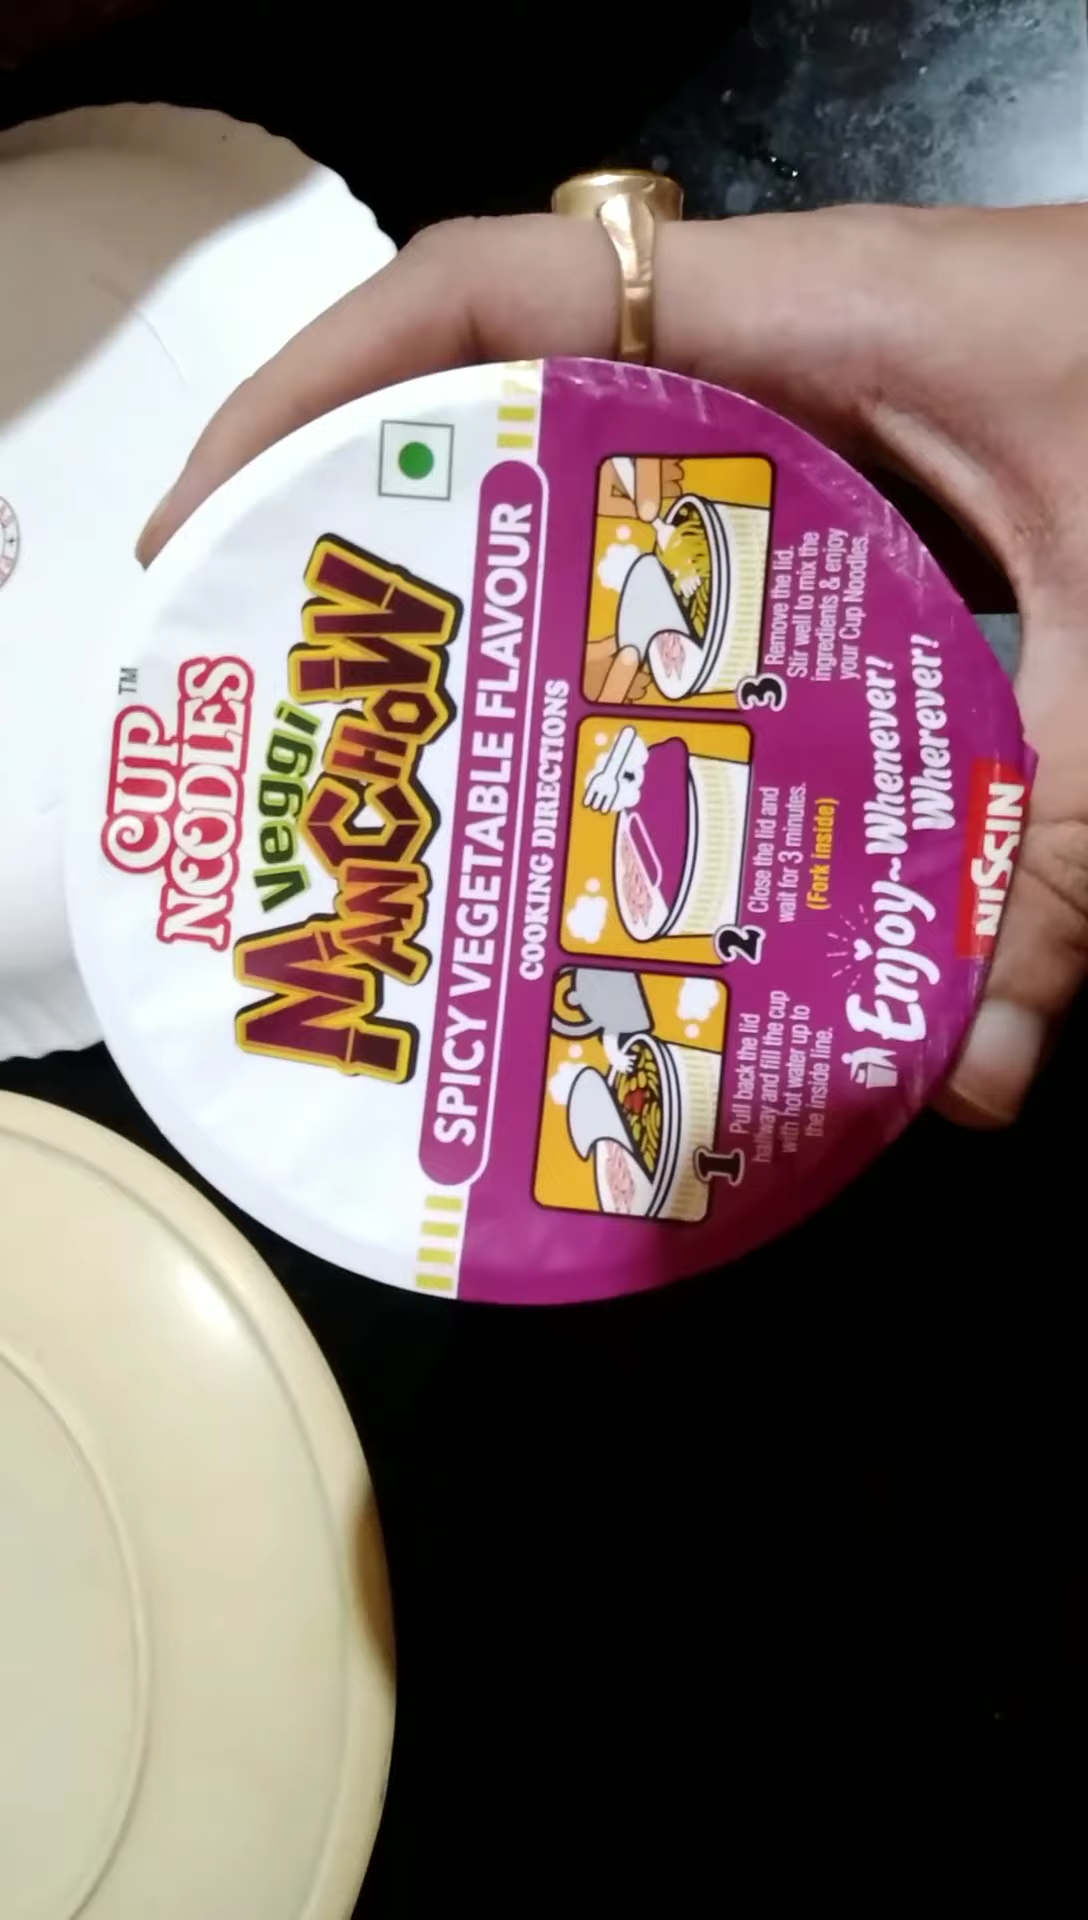 CUP
NOODLES
TM
Veggi
MANCHOW
SPICY VEGETABLE FLAVOUR
COOKING DIRECTIONS
1 Pull back the lid
halfway and fill the cup
with hot water up to
the inside line.
2 Close the lid and
wait for 3 minutes.
(Fork inside)
3 Remove the lid.
Stir well to mix the
ingredients & enjoy
your Cup Noodles.
Enjoy~Whenever!
Wherever!
NISSIN